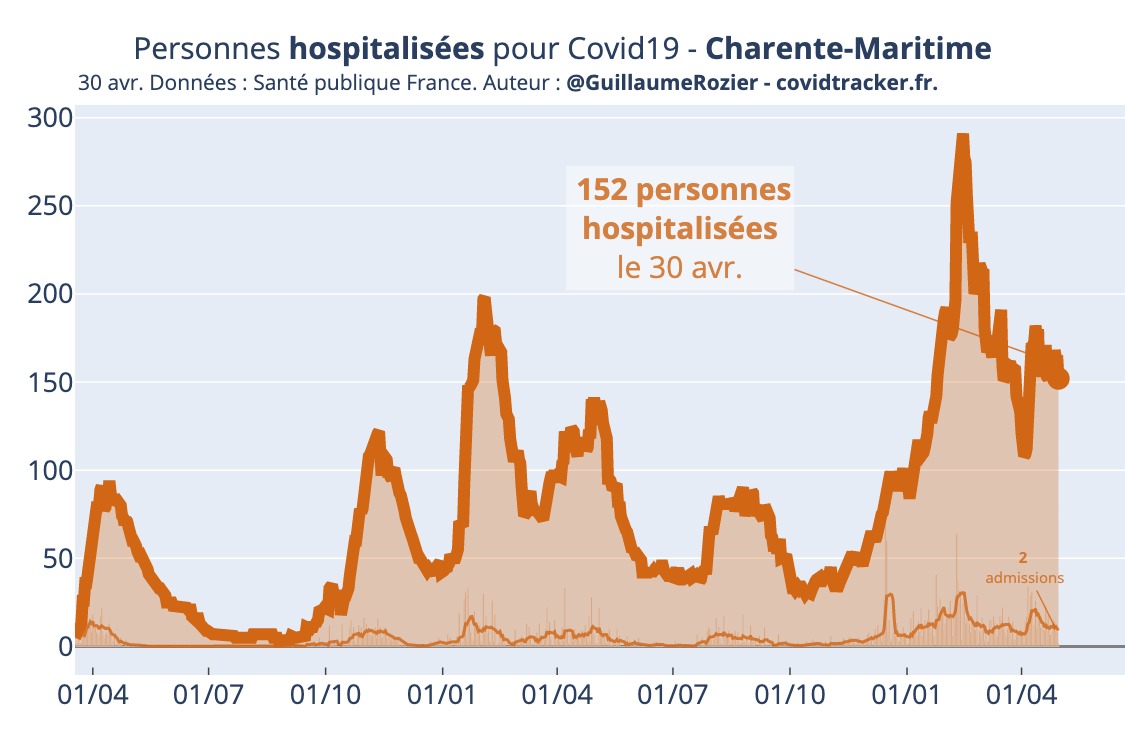 Personnes hospitalisées pour Covid19 - Charente-Maritime
30 avr. Données : Santé publique France. Auteur : @GuillaumeRozier - covidtracker.fr.
300
250
200
150
100
50
0
152 personnes
hospitalisées
le 30 avr.
2
admissions
01/04 01/07 01/10 01/01 01/04 01/07 01/10 01/01 01/04